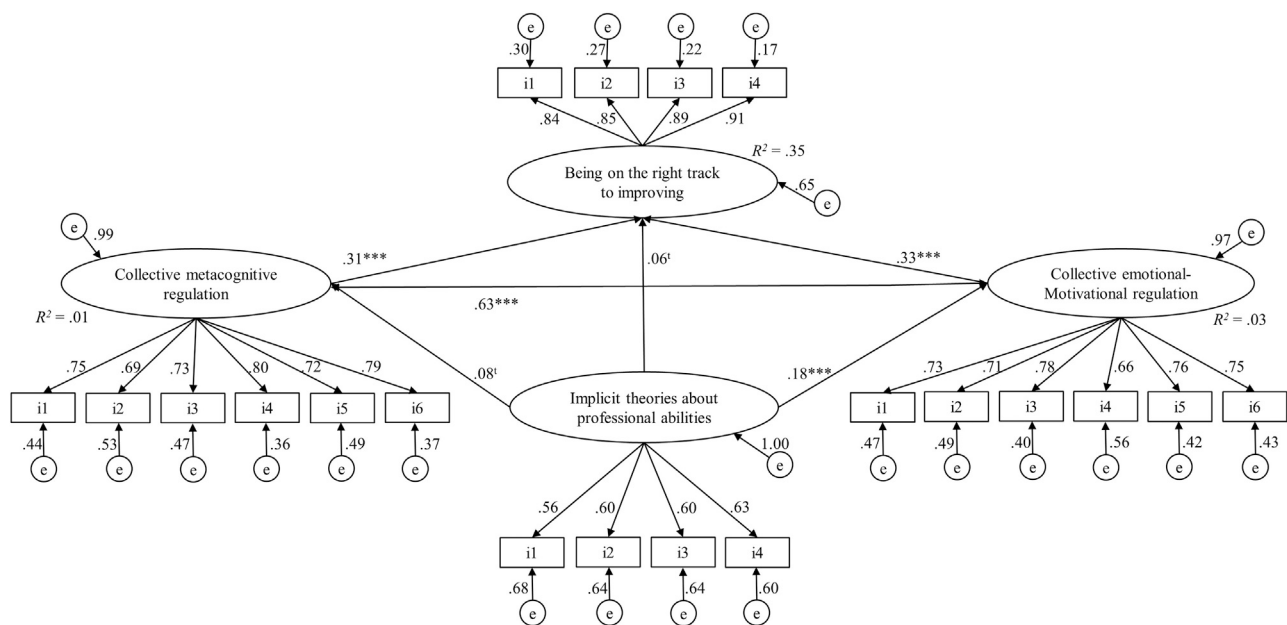 e e e e
.30 .27 .22 .17
i1 i2 i3 i4
.84 .85 .89 .91
R² = .35
Being on the right track
to improving
.65
e
e
.99
.97
e
.31***
.06ᵗ
.33***
Collective metacognitive
regulation
Collective emotional-
Motivational regulation
.63***
R² = .01
R² = .03
.75 .69 .73 .80 .72 .79
.08ᵗ
.18***
.73 .71 .78 .66 .76 .75
i1 i2 i3 i4 i5 i6
Implicit theories about
professional abilities
i1 i2 i3 i4 i5 i6
.44 .53 .47 .36 .49 .37
1.00
.47 .49 .40 .56 .42 .43
e e e e e e
e
e e e e e e
.56 .60 .60 .63
i1 i2 i3 i4
.68 .64 .64 .60
e e e e